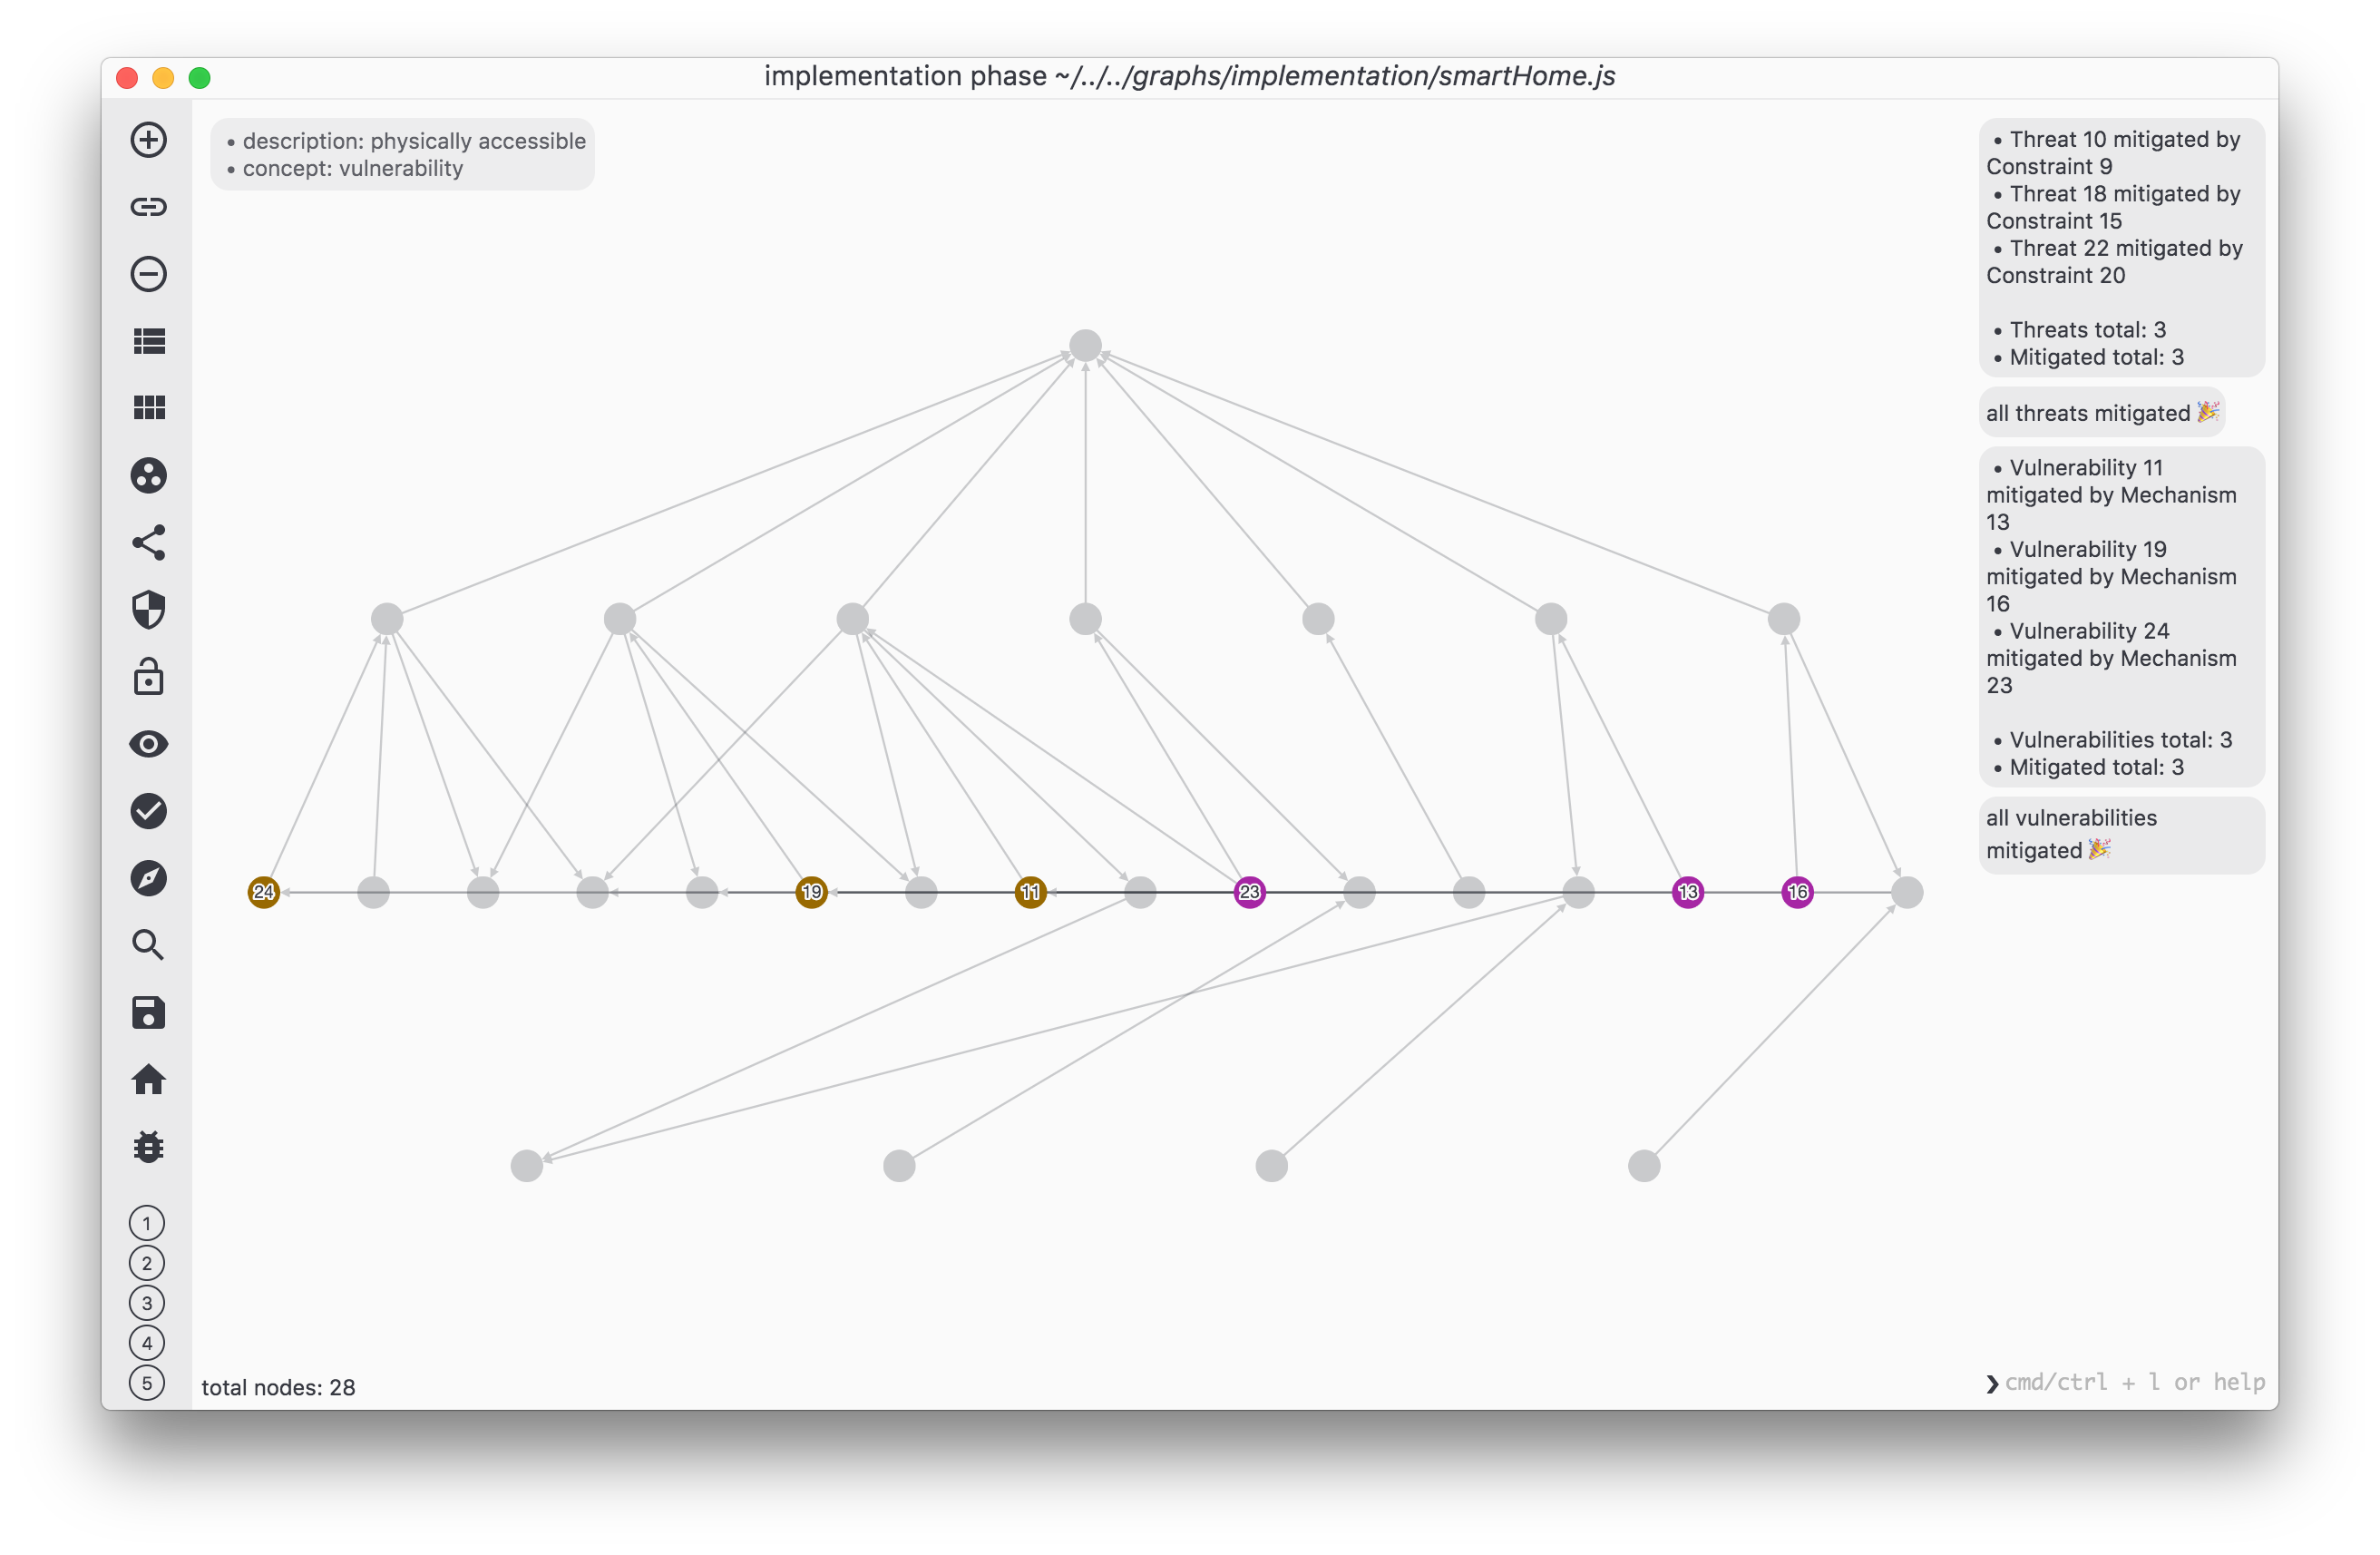 implementation phase ~/../../graphs/implementation/smartHome.js
• description: physically accessible
• concept: vulnerability
• Threat 10 mitigated by
Constraint 9
• Threat 18 mitigated by
Constraint 15
• Threat 22 mitigated by
Constraint 20
• Threats total: 3
• Mitigated total: 3
all threats mitigated 🎉
• Vulnerability 11
mitigated by Mechanism
13
• Vulnerability 19
mitigated by Mechanism
16
• Vulnerability 24
mitigated by Mechanism
23
• Vulnerabilities total: 3
• Mitigated total: 3
all vulnerabilities
mitigated 🎉
24 19 11 23 13 16
1
2
3
4
5
total nodes: 28
❯ cmd/ctrl + l or help